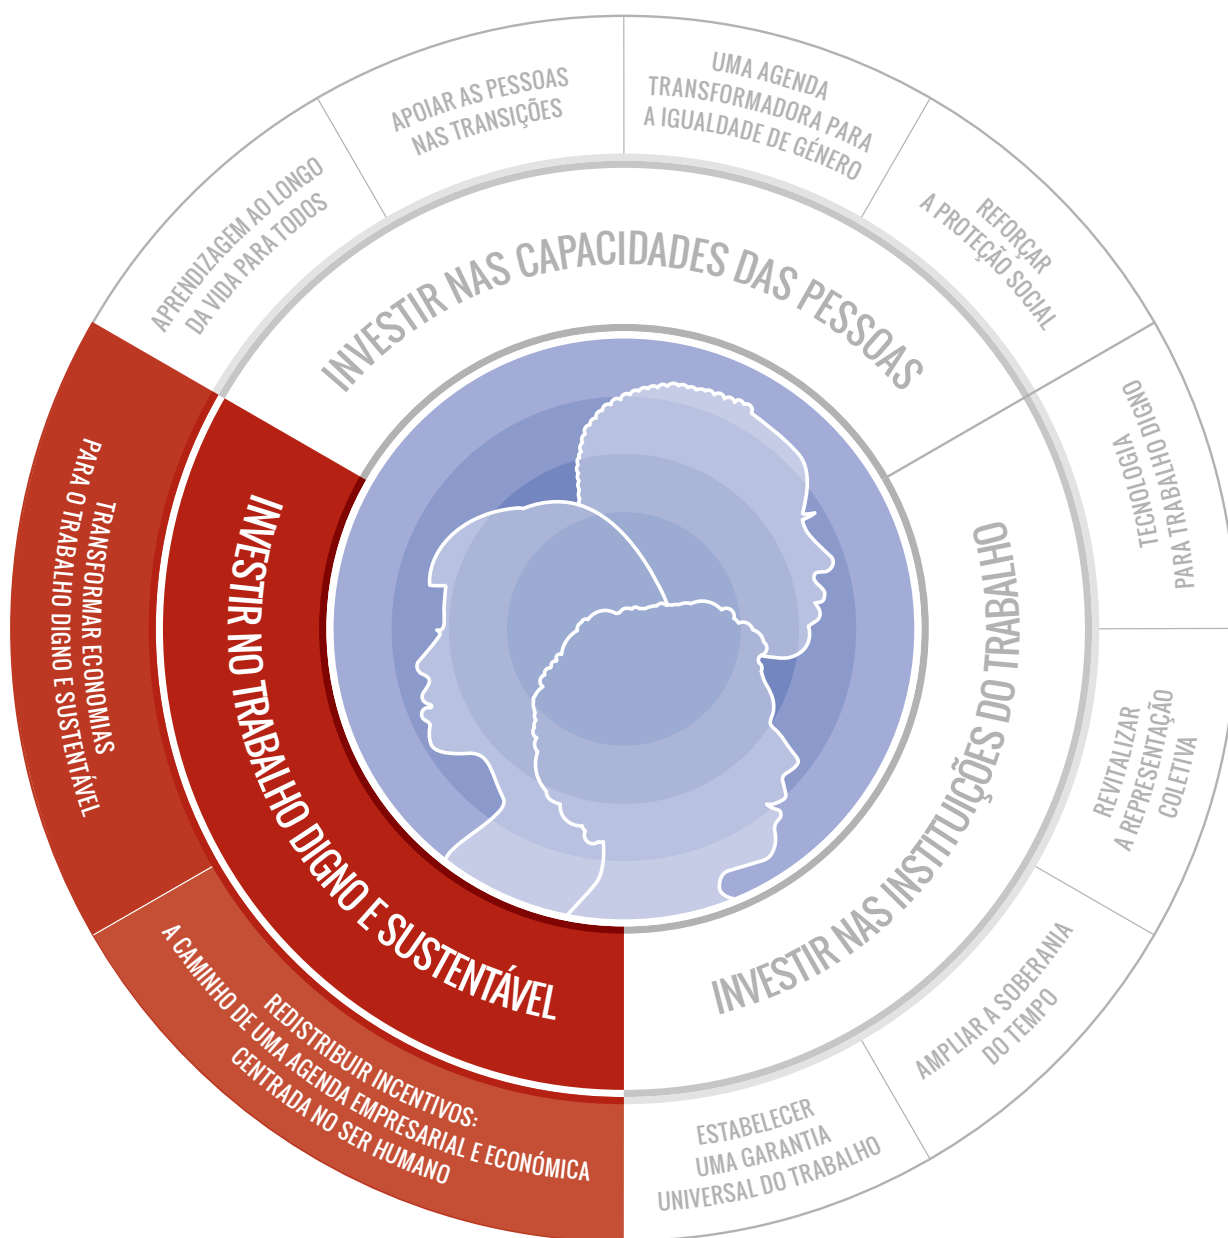 INVESTIR NAS CAPACIDADES DAS PESSOAS
APRENDIZAGEM AO LONGO
DA VIDA PARA TODOS
APOIAR AS PESSOAS
NAS TRANSIÇÕES
UMA AGENDA
TRANSFORMADORA PARA
A IGUALDADE DE GÉNERO
REFORÇAR
A PROTEÇÃO SOCIAL
INVESTIR NAS INSTITUIÇÕES DO TRABALHO
TECNOLOGIA
PARA TRABALHO DIGNO
REVITALIZAR
A REPRESENTAÇÃO
COLETIVA
AMPLIAR A SOBERANIA
DO TEMPO
ESTABELECER
UMA GARANTIA
UNIVERSAL DO TRABALHO
INVESTIR NO TRABALHO DIGNO E SUSTENTÁVEL
TRANSFORMAR ECONOMIAS
PARA O TRABALHO DIGNO E SUSTENTÁVEL
REDISTRIBUIR INCENTIVOS:
A CAMINHO DE UMA AGENDA EMPRESARIAL E ECONÓMICA
CENTRADA NO SER HUMANO